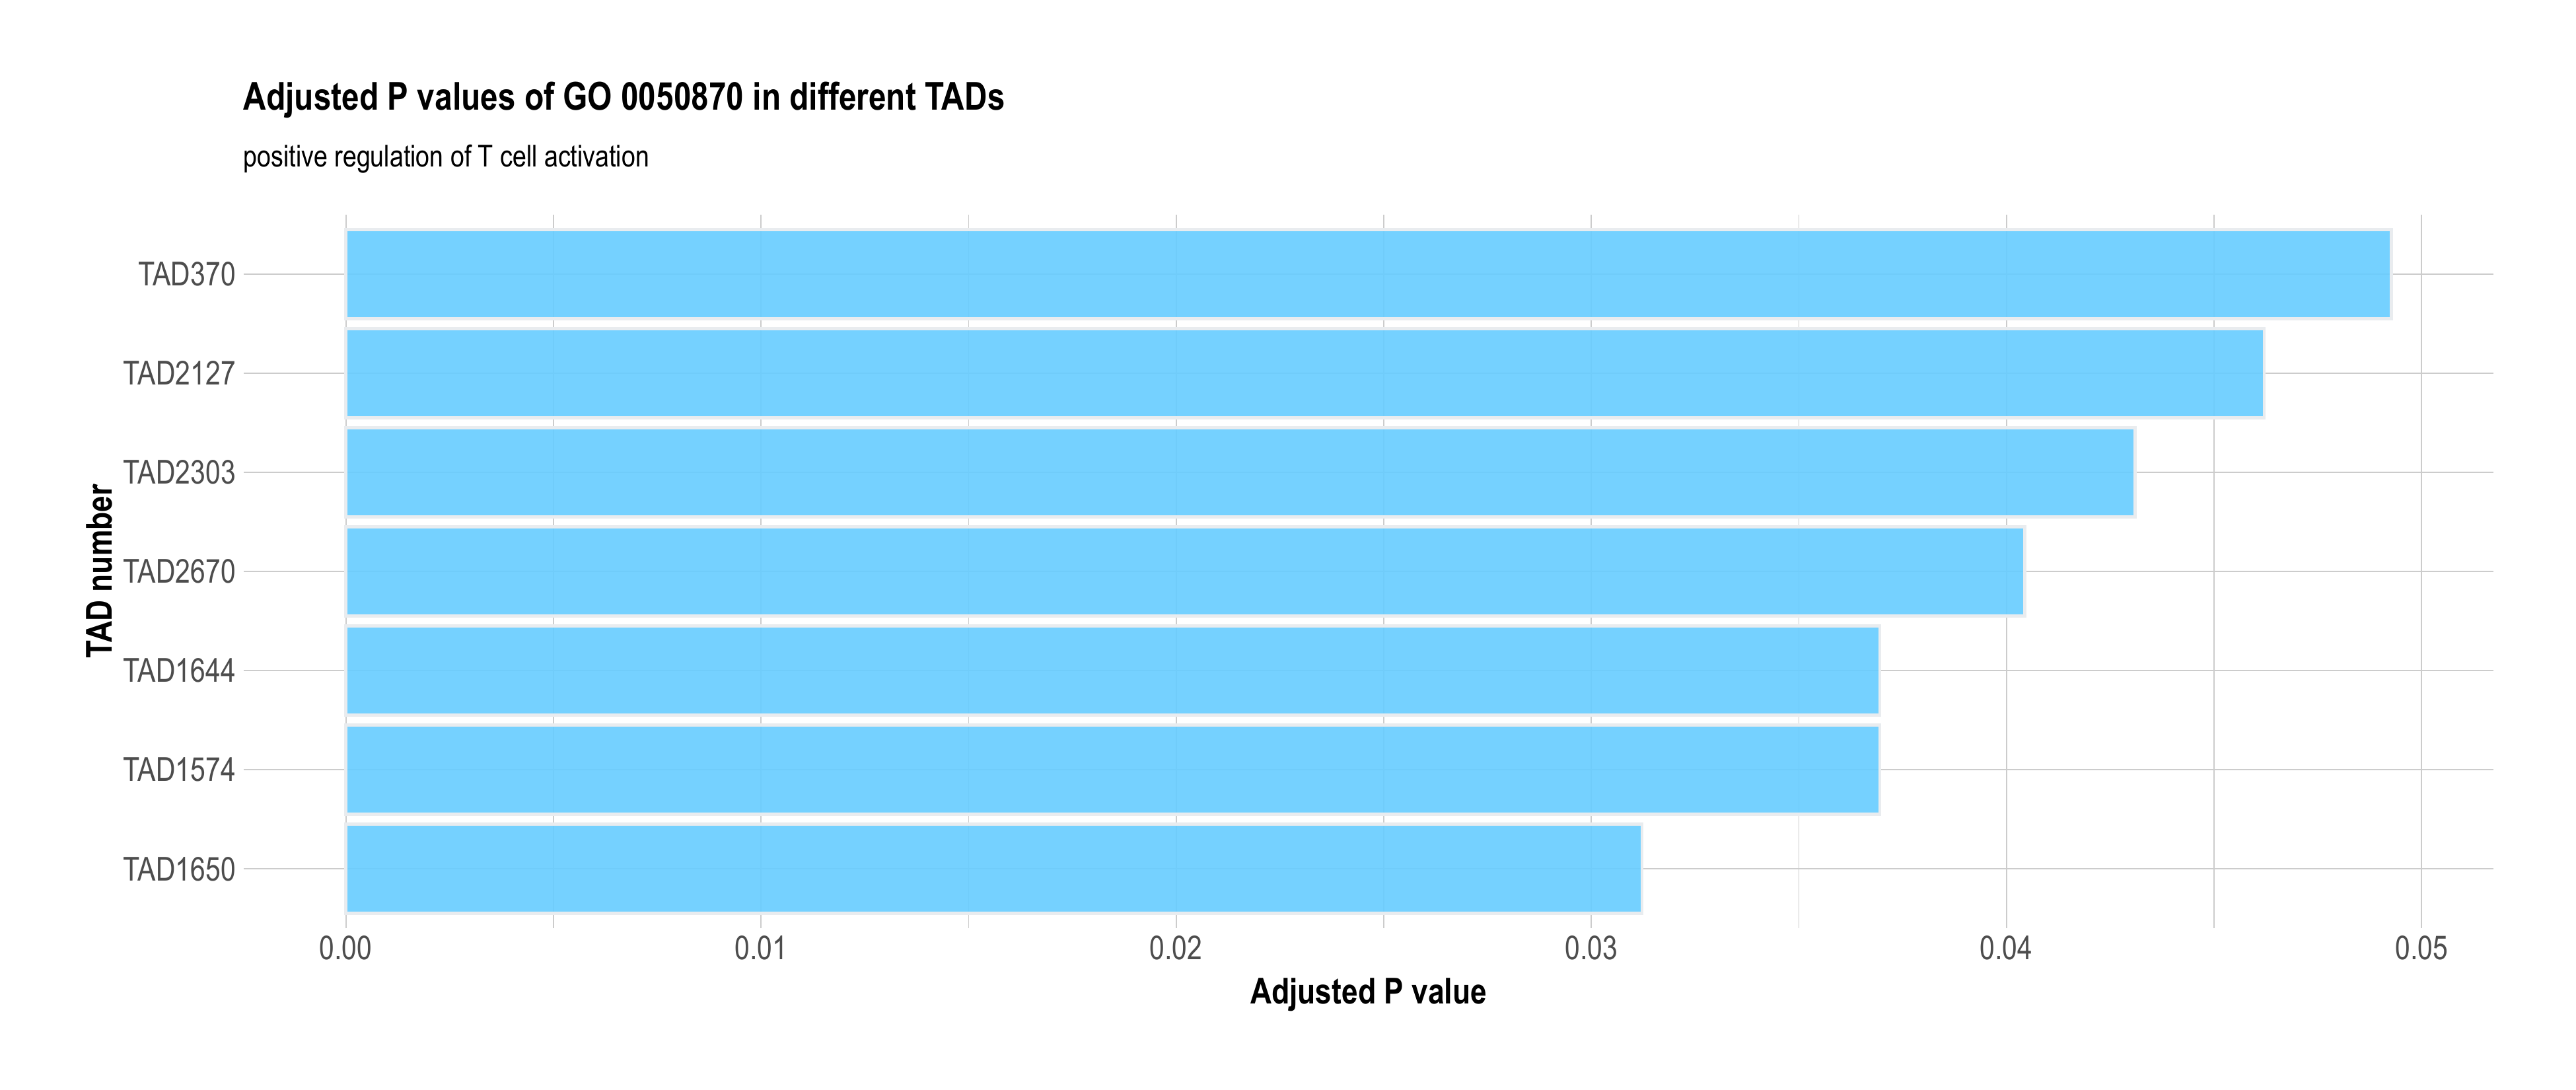 Adjusted P values of GO 0050870 in different TADs
positive regulation of T cell activation
TAD number
TAD370
TAD2127
TAD2303
TAD2670
TAD1644
TAD1574
TAD1650
0.00 0.01 0.02 0.03 0.04 0.05
Adjusted P value